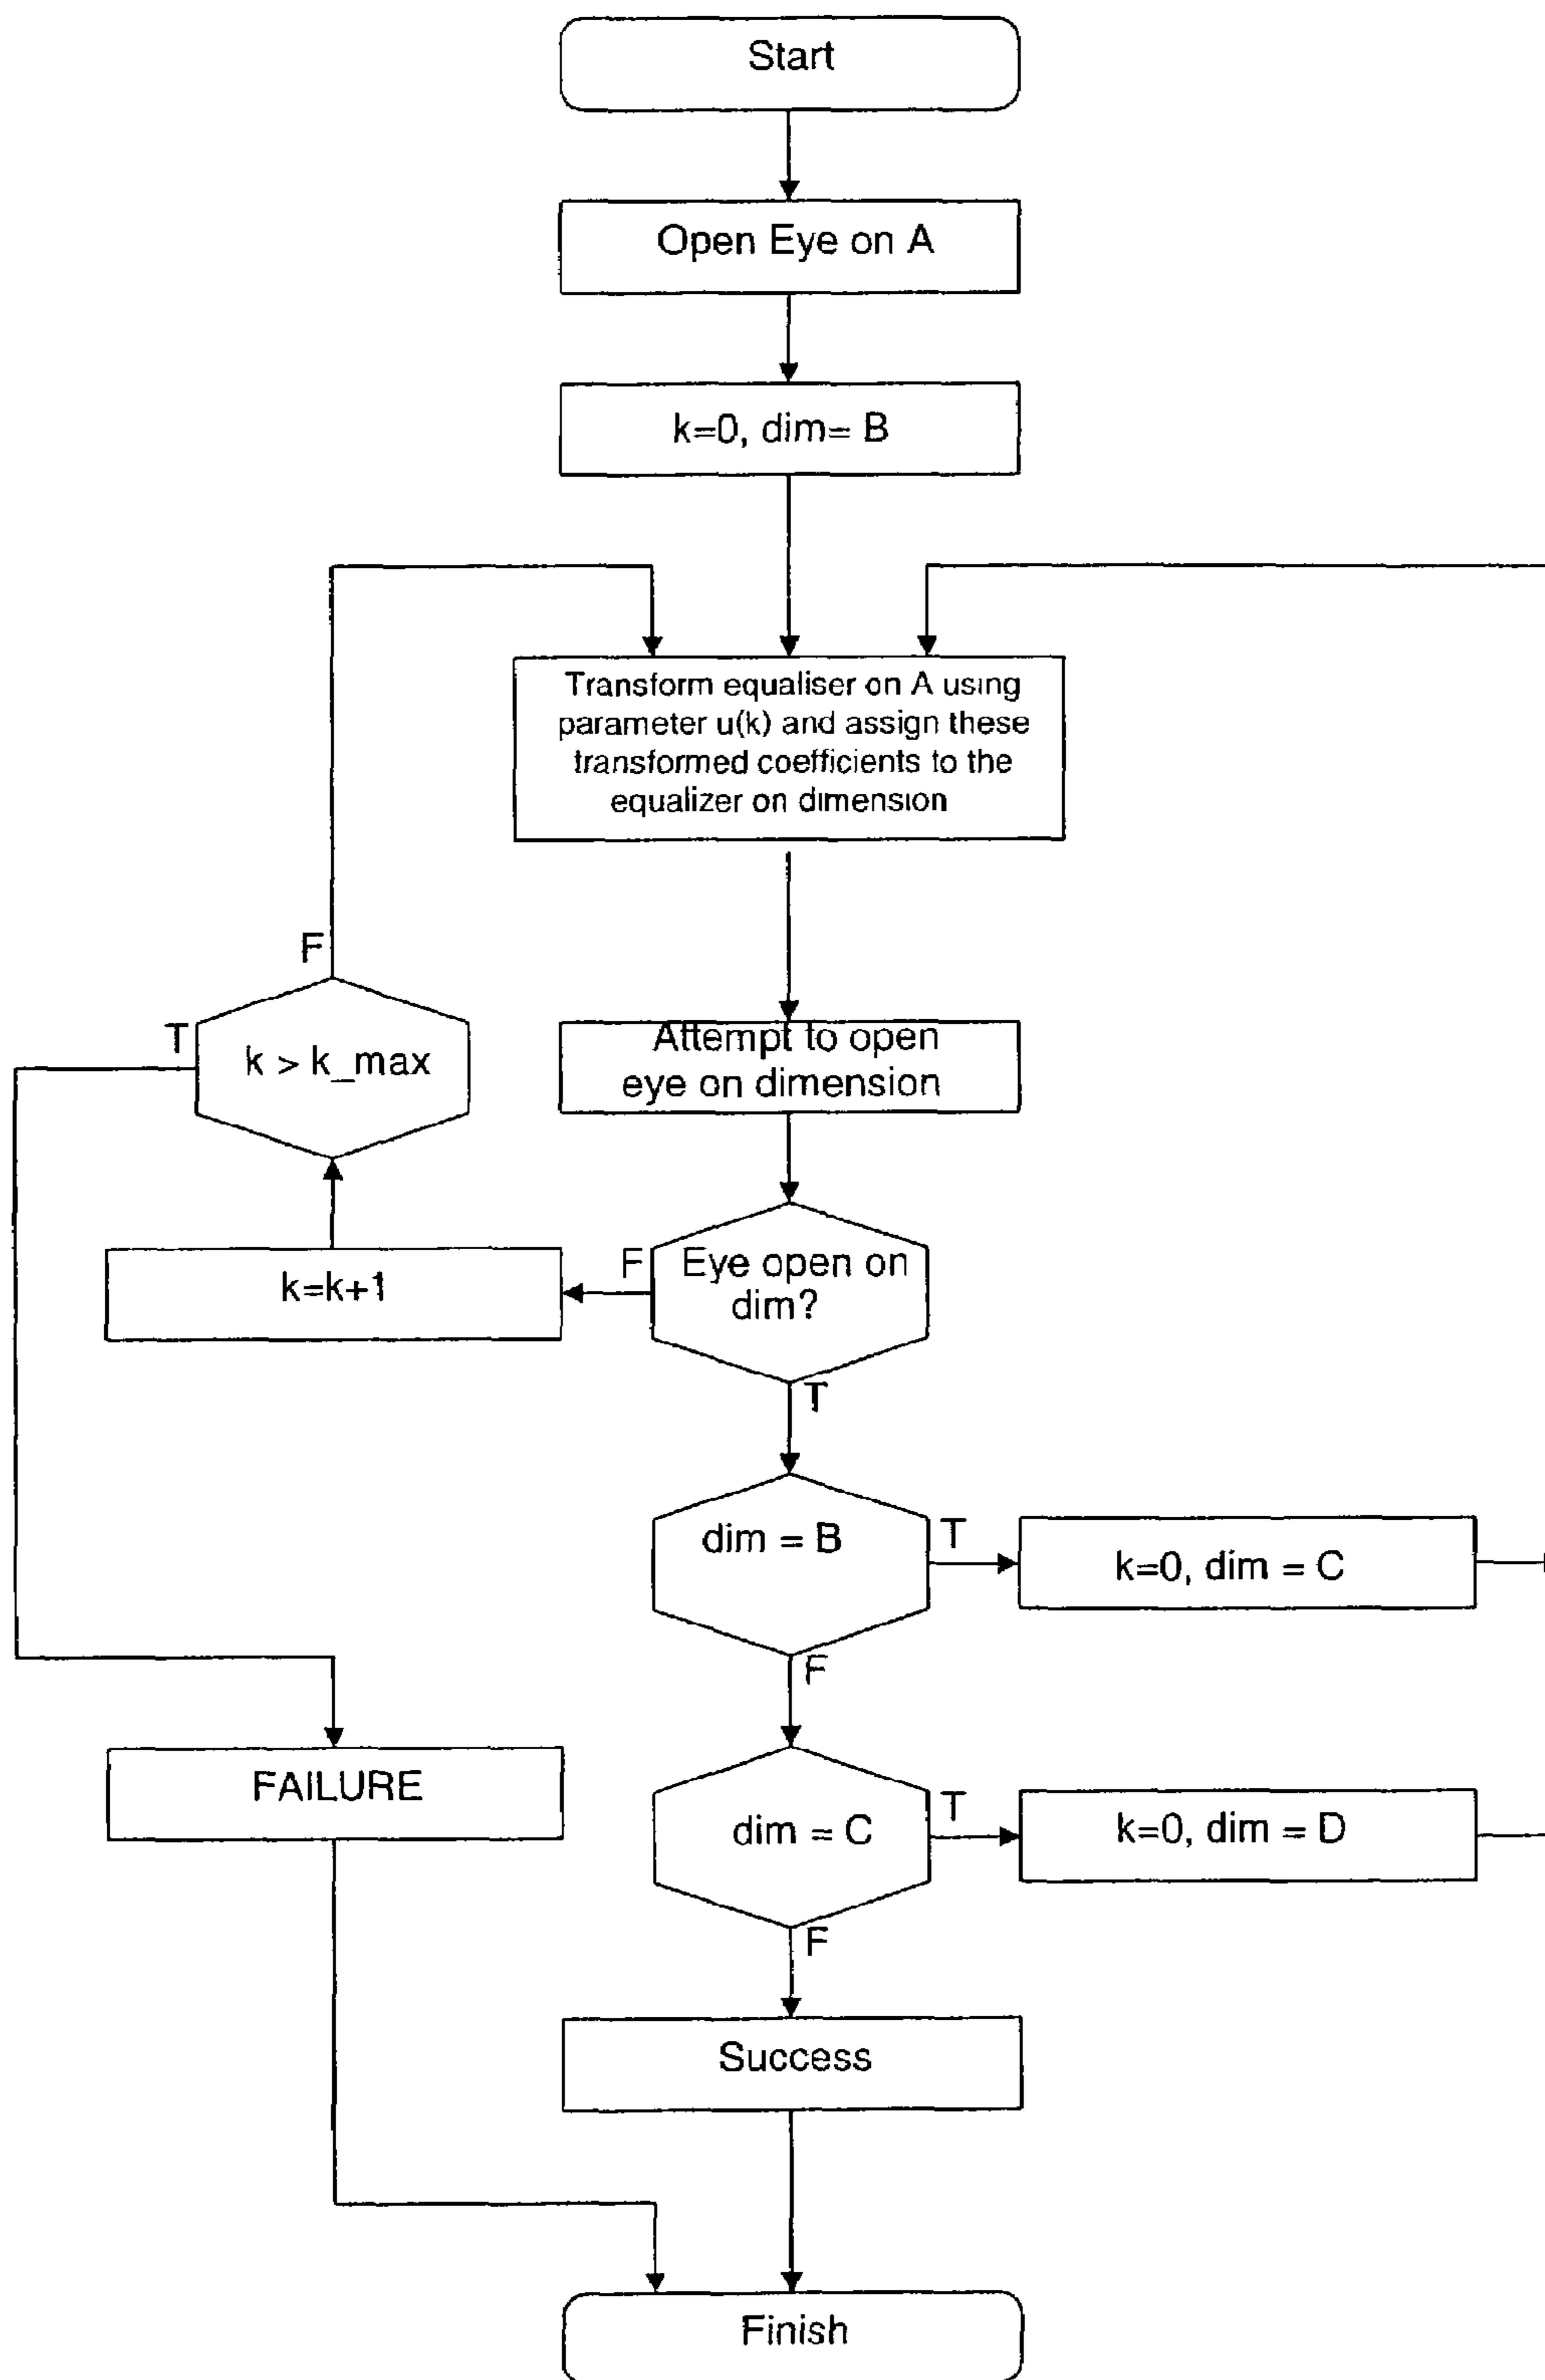 Start
Open Eye on A
k=0, dim= B
Transform equaliser on A using
parameter u(k) and assign these
transformed coefficients to the
equalizer on dimension
F
T
k > k_max
Attempt to open
eye on dimension
k=k+1
F
Eye open on
dim?
T
dim = B
T
k=0, dim = C
F
FAILURE
dim = C
T
k=0, dim = D
F
Success
Finish